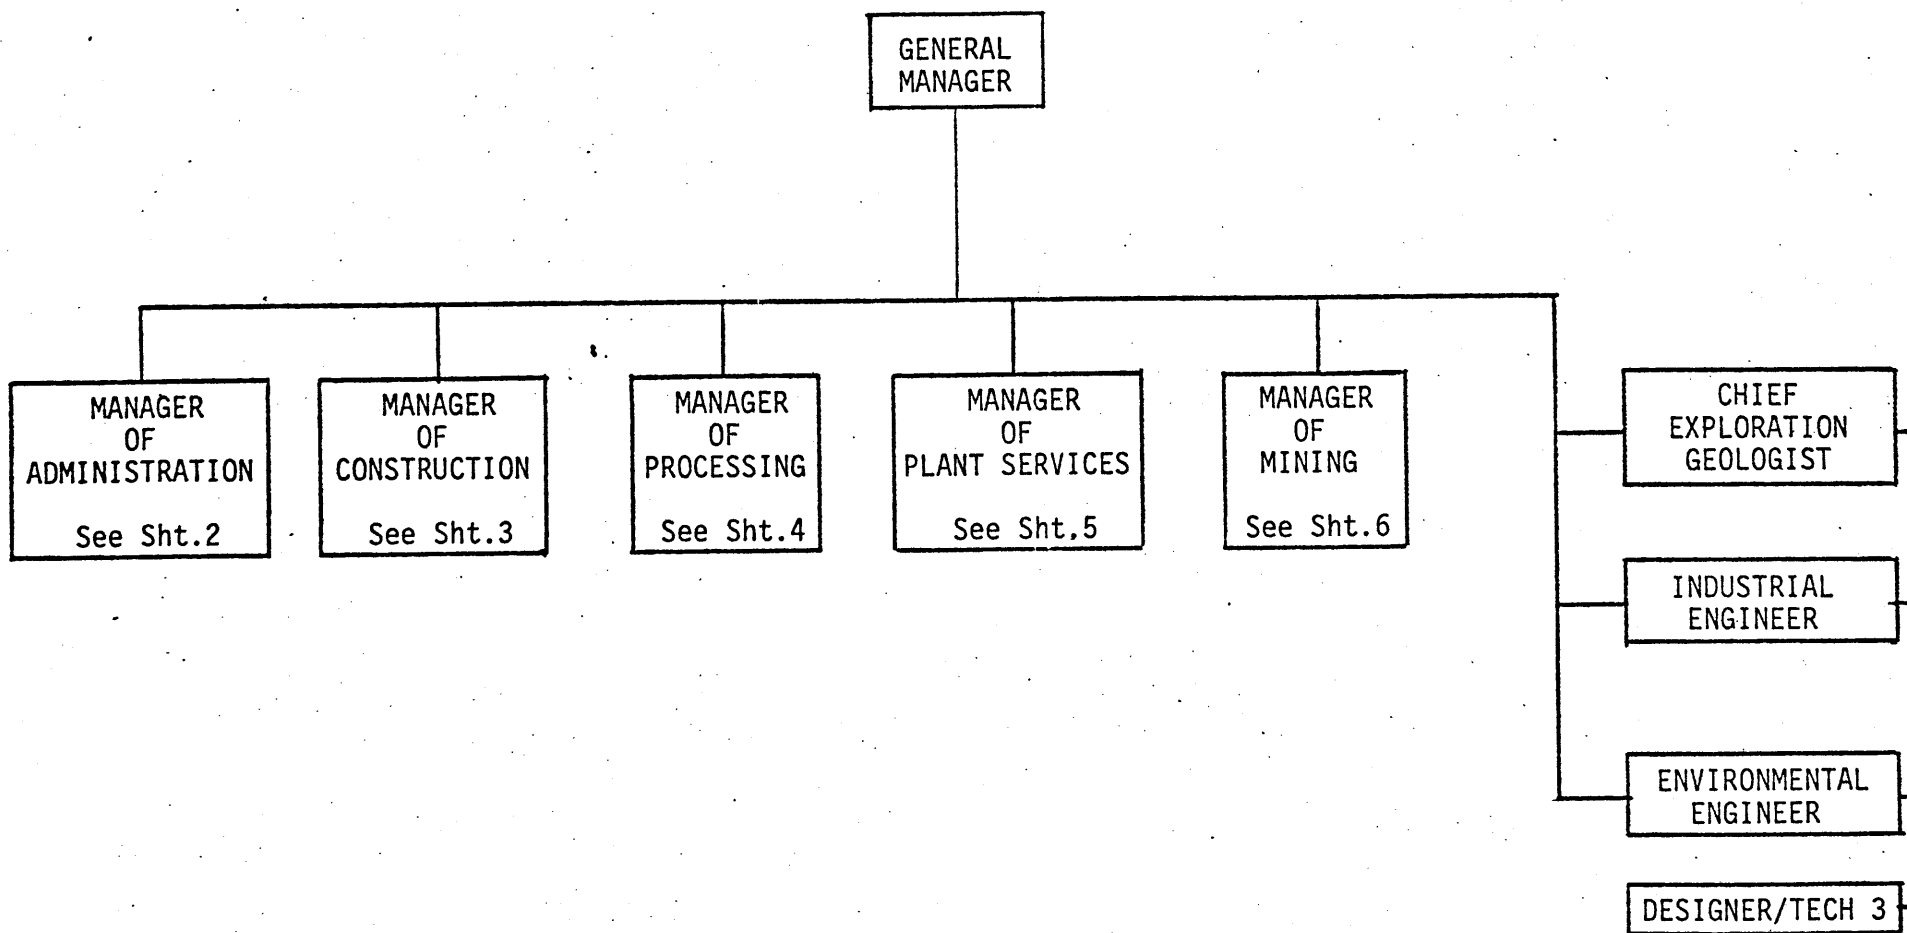 GENERAL
MANAGER
MANAGER
OF
ADMINISTRATION
See Sht.2
MANAGER
OF
CONSTRUCTION
See Sht.3
MANAGER
OF
PROCESSING
See Sht.4
MANAGER
OF
PLANT SERVICES
See Sht.5
MANAGER
OF
MINING
See Sht.6
CHIEF
EXPLORATION
GEOLOGIST
INDUSTRIAL
ENGINEER
ENVIRONMENTAL
ENGINEER
DESIGNER/TECH 3